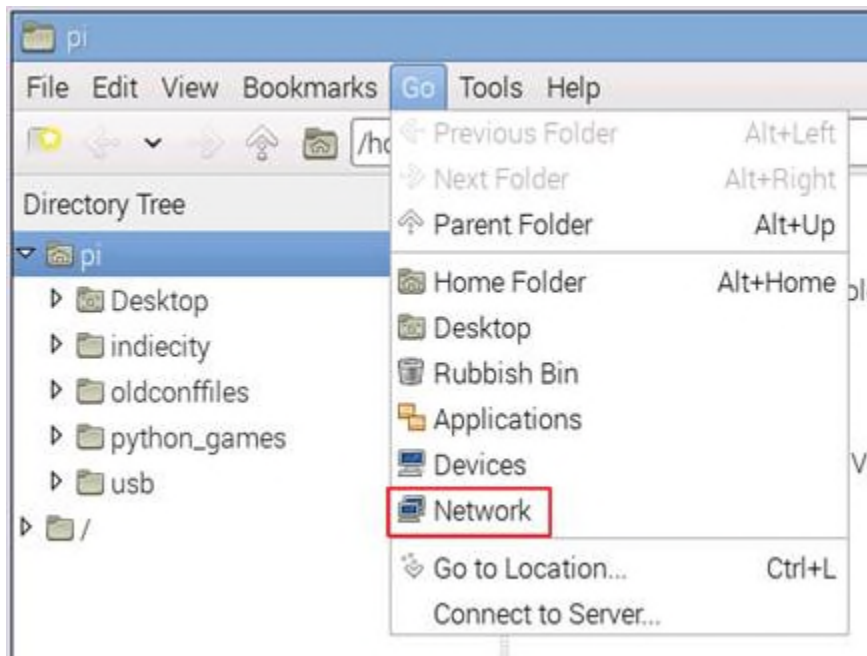 pi
File Edit View Bookmarks Go Tools Help
/ho
Previous Folder Alt+Left
Next Folder Alt+Right
Parent Folder Alt+Up
Home Folder Alt+Home
Desktop
Rubbish Bin
Applications
Devices
Network
Go to Location... Ctrl+L
Connect to Server...
Directory Tree
pi
Desktop
indiecity
oldconffiles
python_games
usb
/